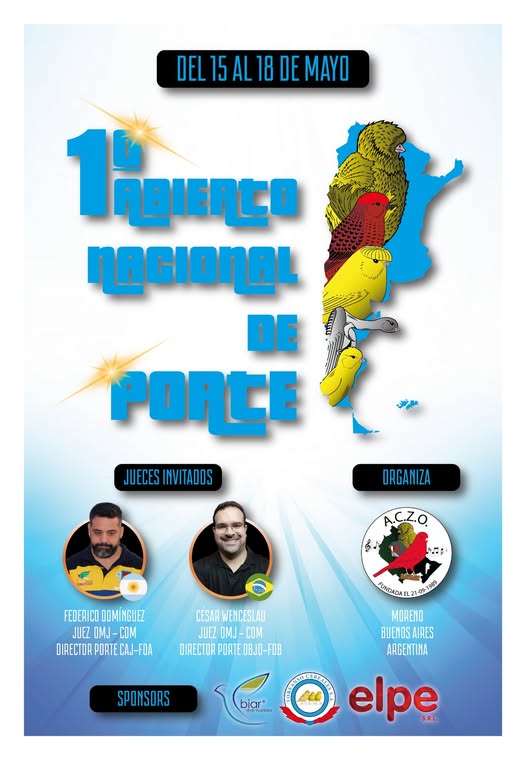 DEL 15 AL 18 DE MAYO
1º
ABIERTO
NACIONAL
DE
PORTE
JUECES INVITADOS
ORGANIZA
A.C.Z.O.
FUNDADA EL 21-09-1989
FEDERICO DOMÍNGUEZ
JUEZ OMJ - COM
DIRECTOR PORTE CAJ-FOA
CESAR WENCESLAU
JUEZ OMJ - COM
DIRECTOR PORTE OBJO-FOB
MORENO
BUENOS AIRES
ARGENTINA
SPONSORS
biar
elpe
S.R.L.